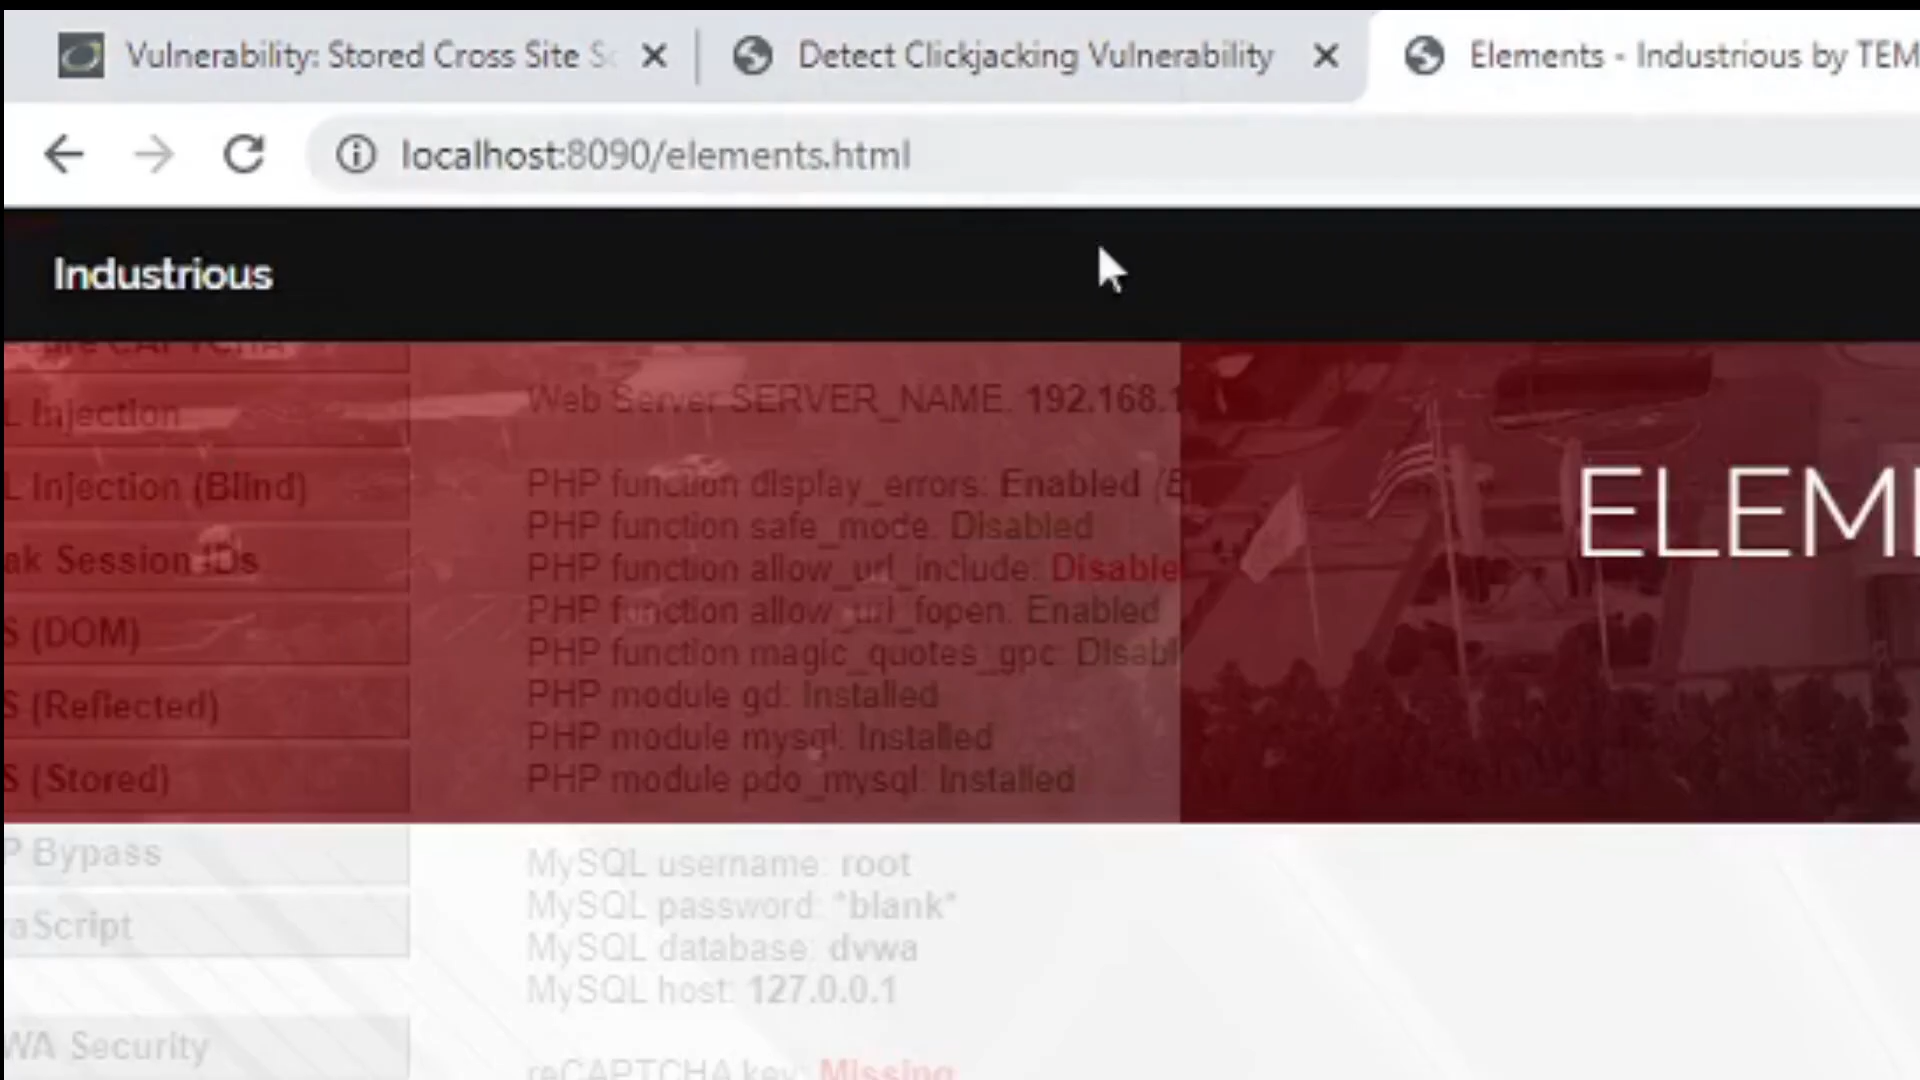 Vulnerability: Stored Cross Site Sc
Detect Clickjacking Vulnerability
Elements - Industrious by TEM
localhost:8090/elements.html
Industrious
ecure CAPTCHA
Web Server SERVER_NAME: 192.168.1
L Injection
PHP function display_errors: Enabled (E
L Injection (Blind)
ELEM
PHP function safe_mode: Disabled
ak Session IDs
PHP function allow_url_include: Disable
PHP function allow_url_fopen: Enabled
S (DOM)
PHP function magic_quotes_gpc: Disabl
PHP module gd: Installed
S (Reflected)
PHP module mysql: Installed
S (Stored)
PHP module pdo_mysql: Installed
P Bypass
MySQL username: root
MySQL password: *blank*
aScript
MySQL database: dvwa
MySQL host: 127.0.0.1
WA Security
reCAPTCHA key: Missing